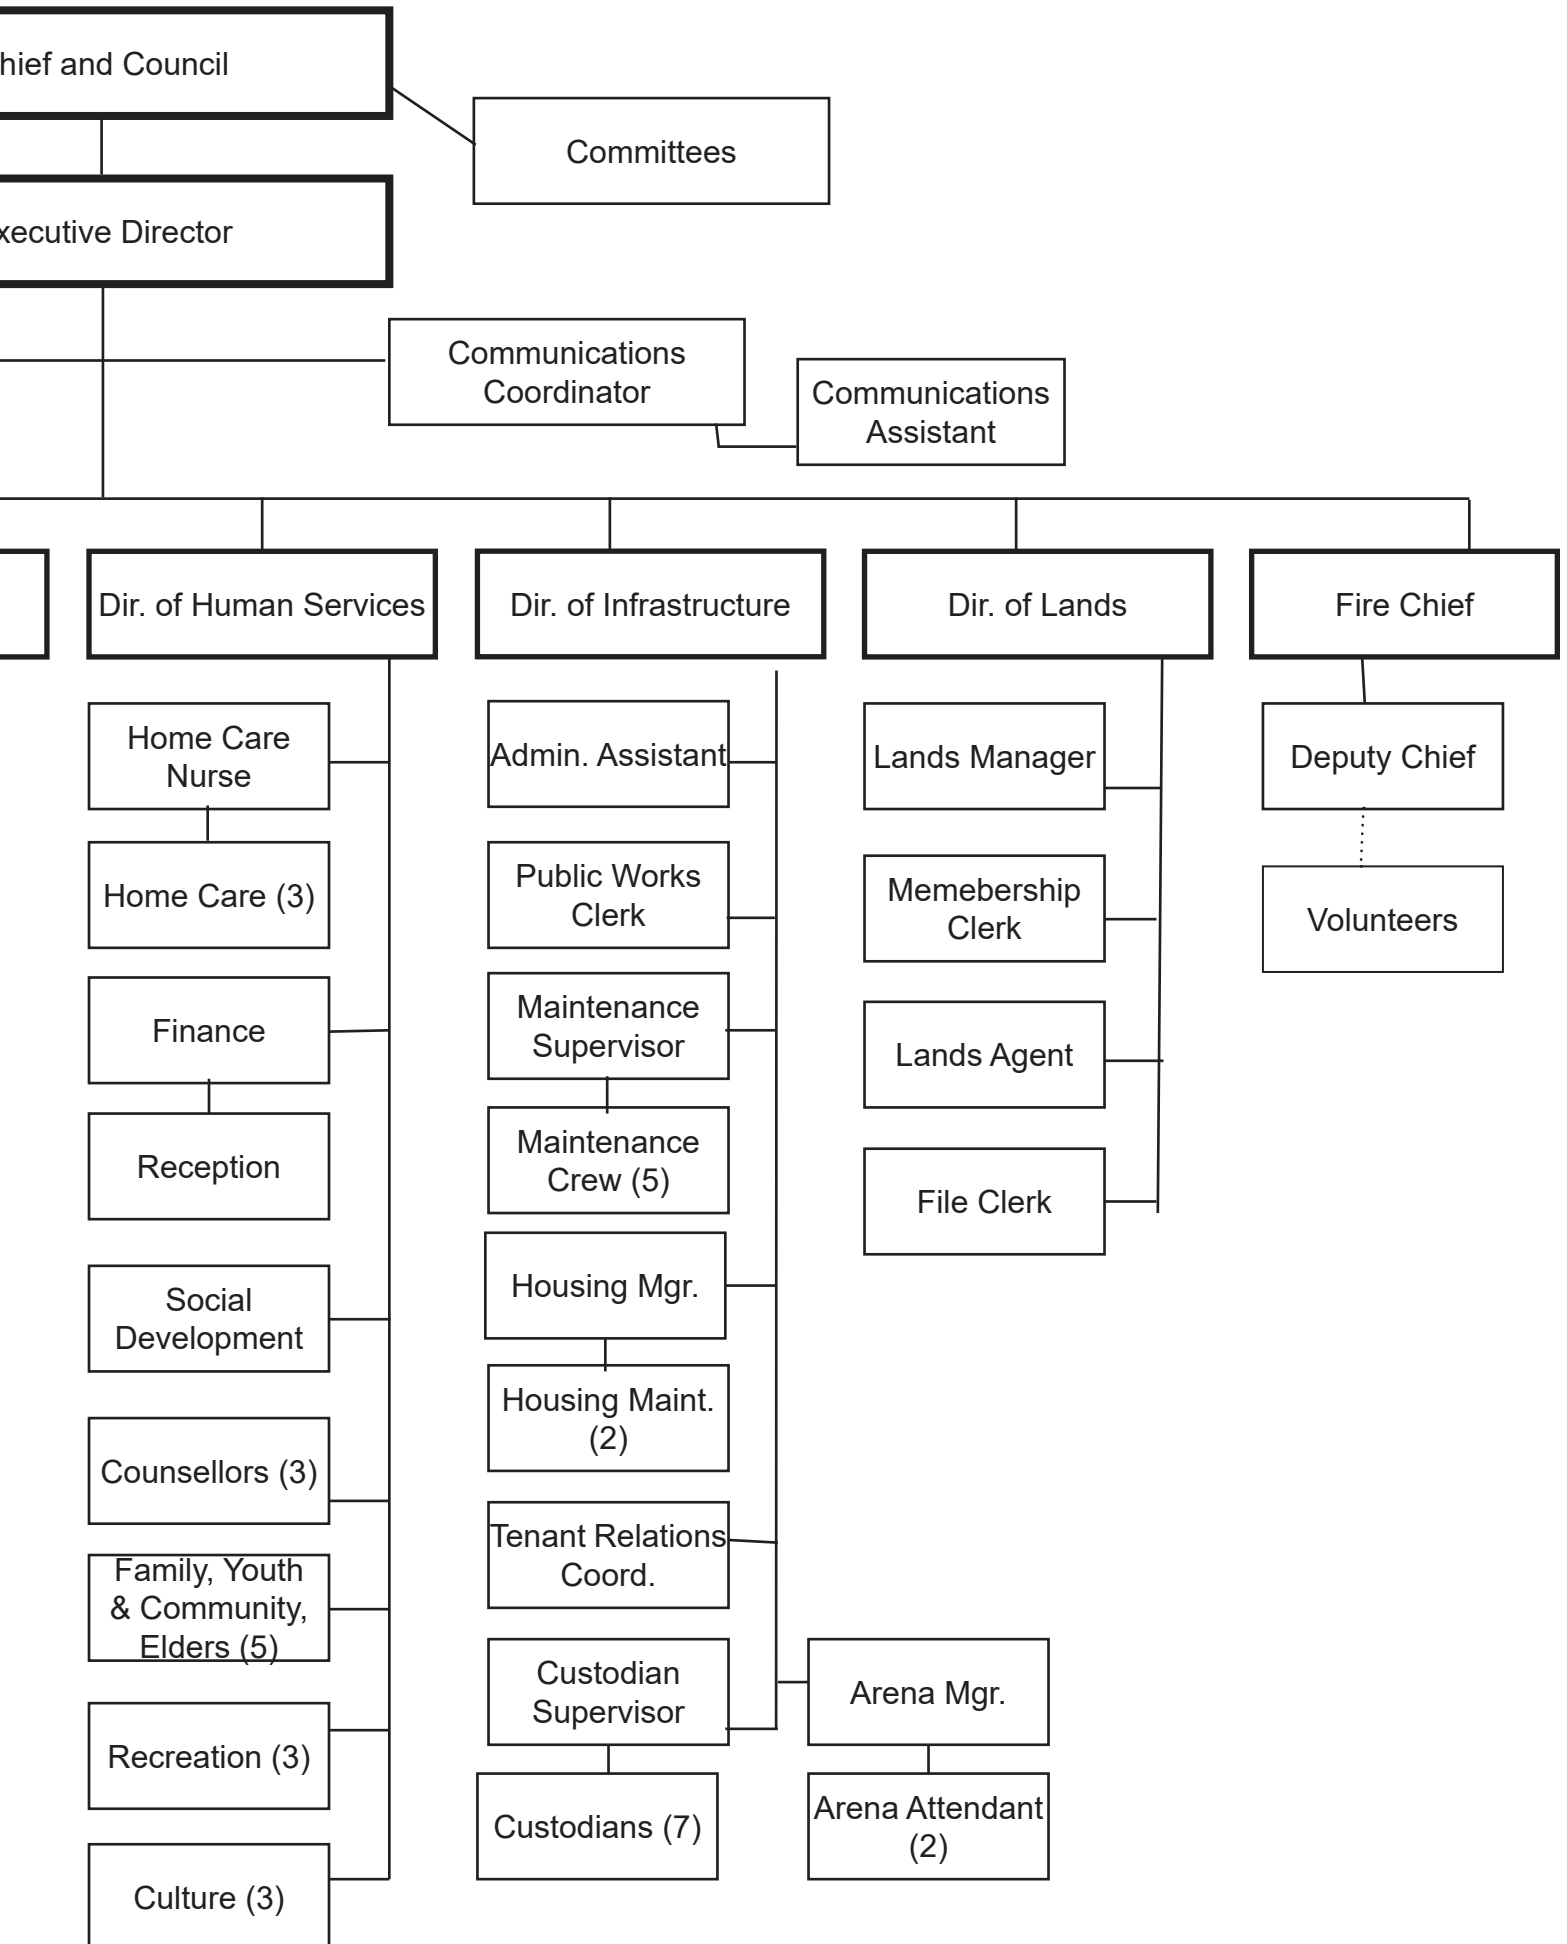 hief and Council
Committees
xecutive Director
Communications
Coordinator
Communications
Assistant
Dir. of Human Services
Dir. of Infrastructure
Dir. of Lands
Fire Chief
Home Care
Nurse
Home Care (3)
Finance
Reception
Social
Development
Counsellors (3)
Family, Youth
& Community,
Elders (5)
Recreation (3)
Culture (3)
Admin. Assistant
Public Works
Clerk
Maintenance
Supervisor
Maintenance
Crew (5)
Housing Mgr.
Housing Maint.
(2)
Tenant Relations
Coord.
Custodian
Supervisor
Custodians (7)
Arena Mgr.
Arena Attendant
(2)
Lands Manager
Memebership
Clerk
Lands Agent
File Clerk
Deputy Chief
Volunteers